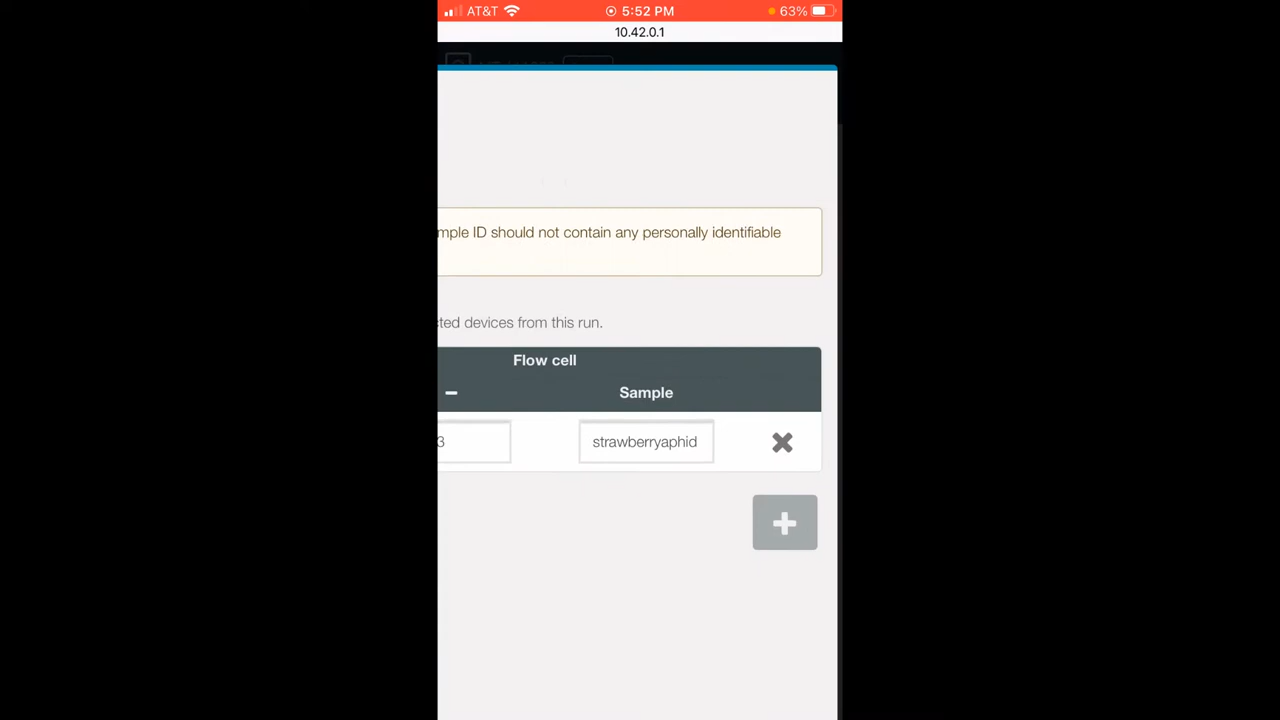 AT&T 5:52 PM 63%
10.42.0.1
mple ID should not contain any personally identifiable
cted devices from this run.
Flow cell
Sample
3 strawberryaphid